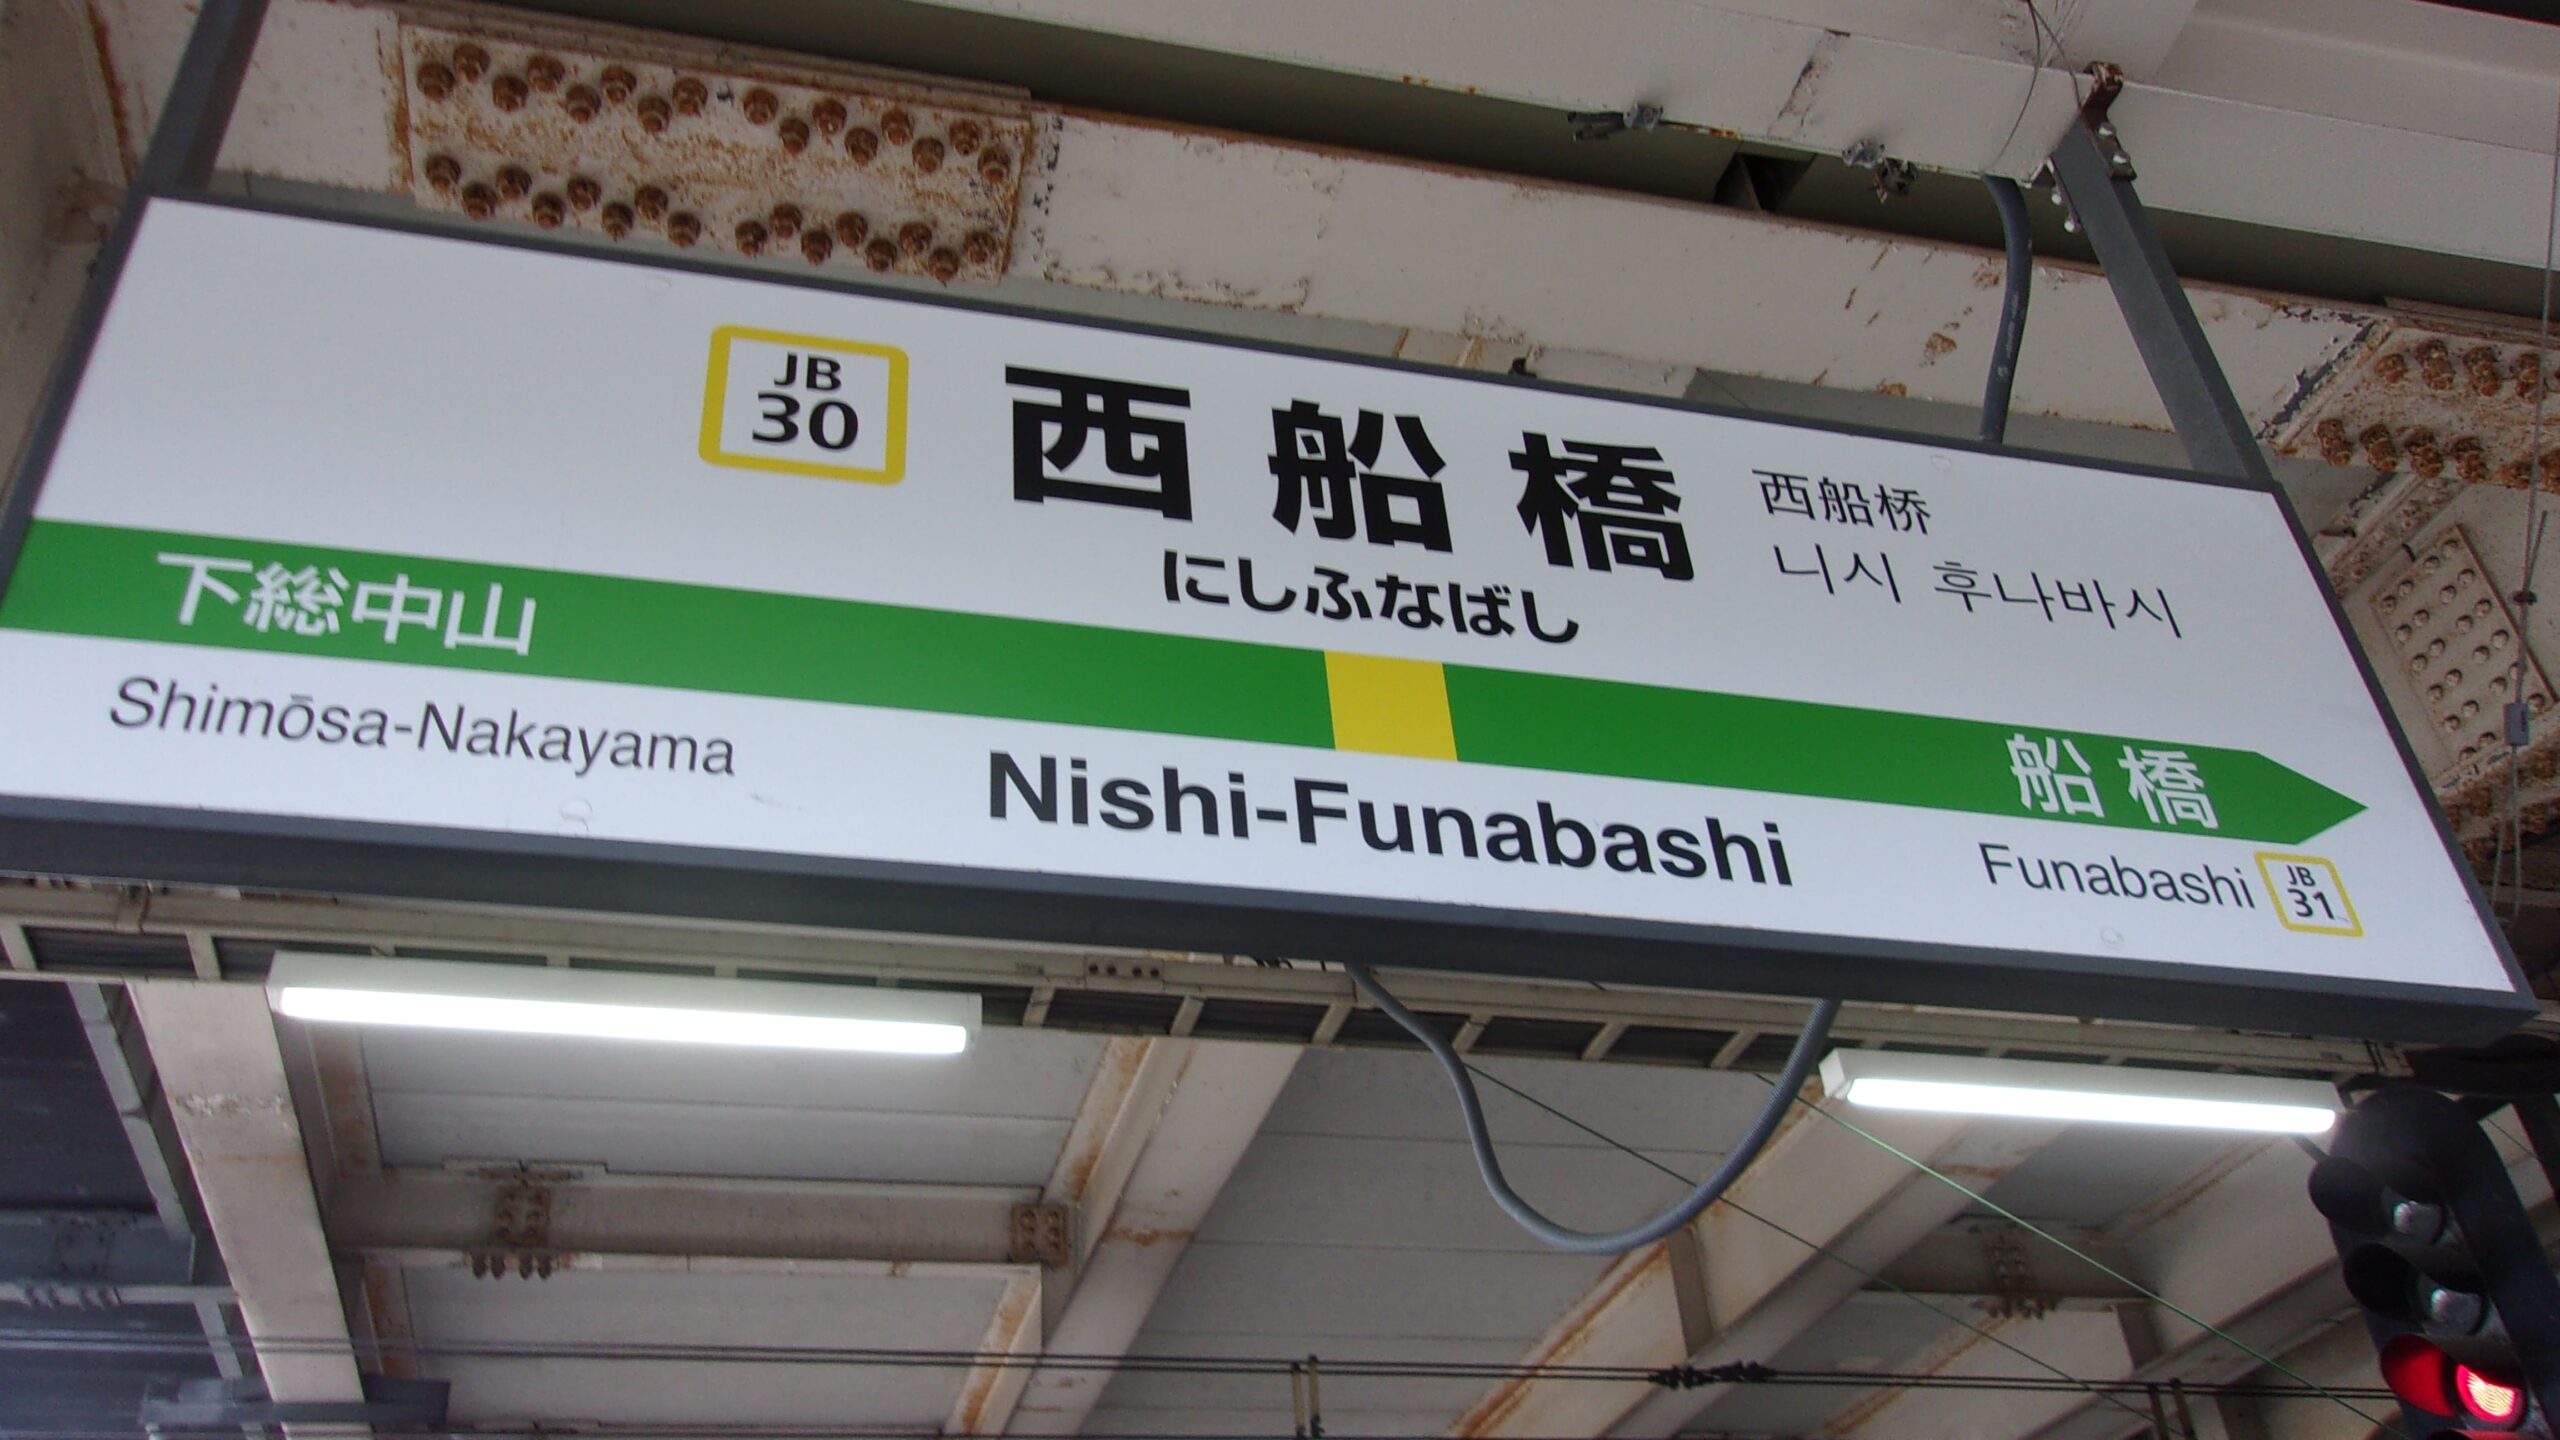 JB
30
西船橋
西船桥
にしふなばし
니시 후나바시
下総中山
船橋
Shimōsa-Nakayama
Nishi-Funabashi
Funabashi
JB
31